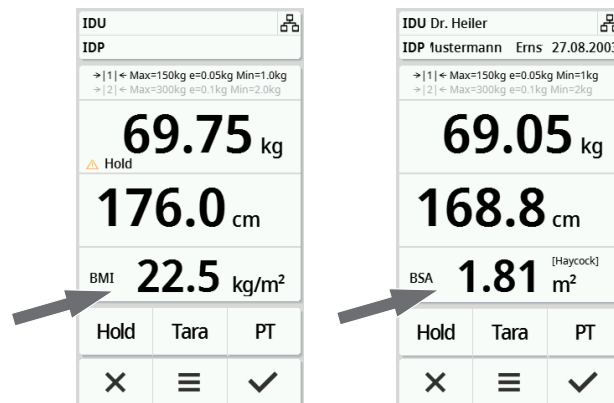 IDU
IDP
→|1|← Max=150kg e=0.05kg Min=1.0kg
→|2|← Max=300kg e=0.1kg Min=2.0kg
69.75 kg
Hold
176.0 cm
BMI 22.5 kg/m²
Hold Tara PT
IDU Dr. Heiler
IDP lustermann Erns 27.08.2003
→|1|← Max=150kg e=0.05kg Min=1kg
→|2|← Max=300kg e=0.1kg Min=2kg
69.05 kg
168.8 cm
BSA 1.81 [Haycock] m²
Hold Tara PT